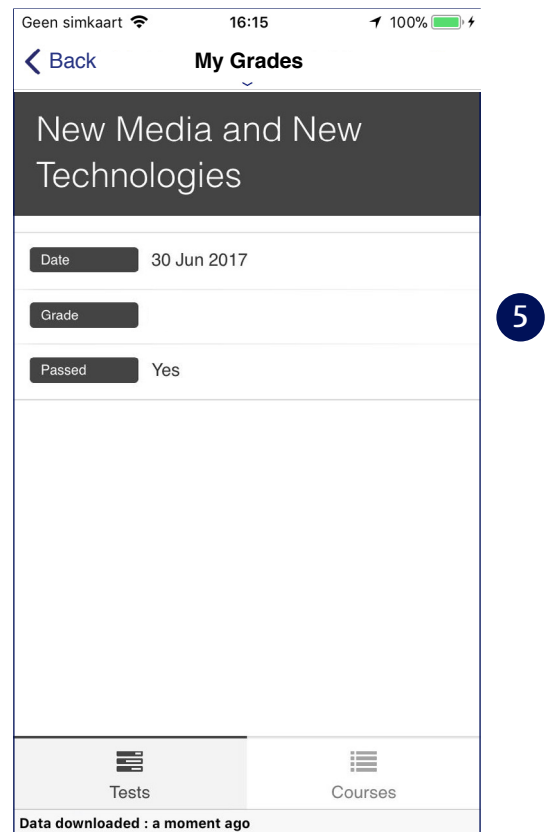 Geen simkaart 16:15 100%
Back My Grades
New Media and New
Technologies
Date 30 Jun 2017
Grade
5
Passed Yes
Tests Courses
Data downloaded : a moment ago